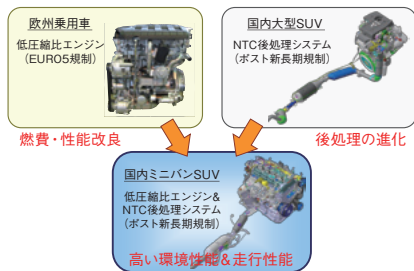 欧州乗用車
低圧縮比エンジン
（EURO5規制）
国内大型SUV
NTC後処理システム
（ポスト新長期規制）
燃費・性能改良
後処理の進化
国内ミニバンSUV
低圧縮比エンジン&
NTC後処理システム
（ポスト新長期規制）
高い環境性能&走行性能